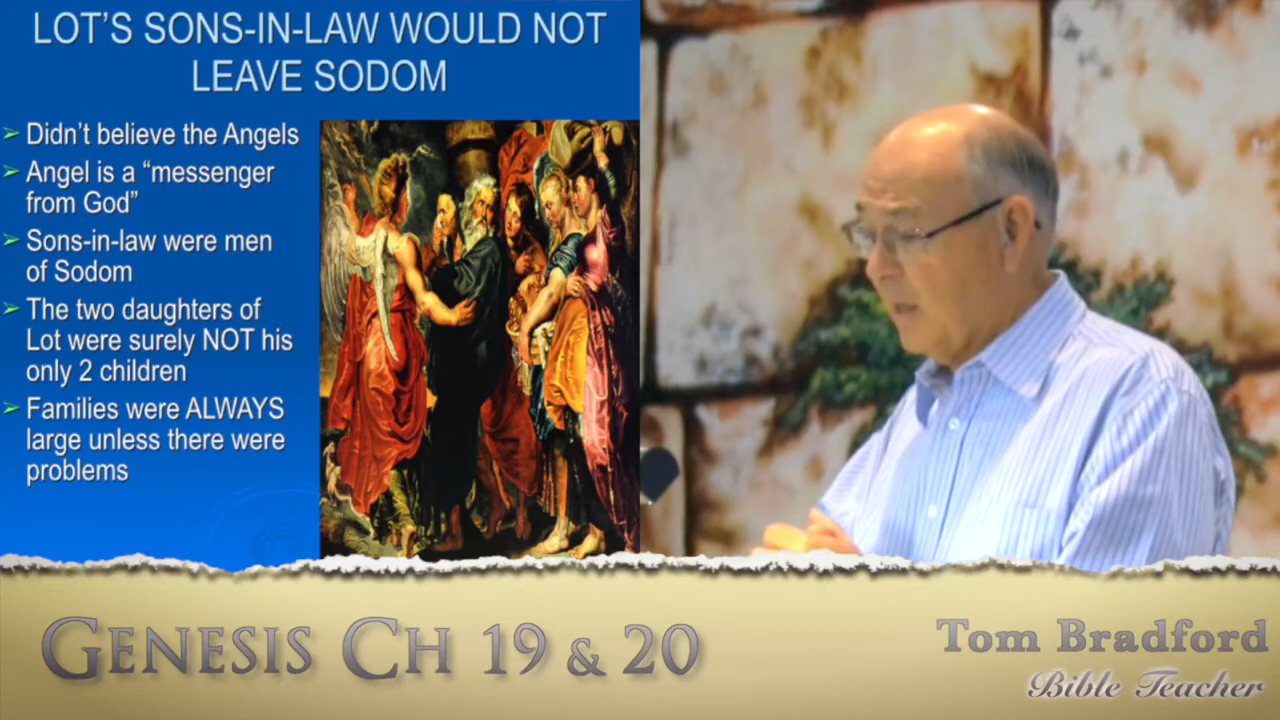 LOT'S SONS-IN-LAW WOULD NOT
LEAVE SODOM
➢ Didn't believe the Angels
➢ Angel is a “messenger
from God”
➢ Sons-in-law were men
of Sodom
➢ The two daughters of
Lot were surely NOT his
only 2 children
➢ Families were ALWAYS
large unless there were
problems
GENESIS CH 19 & 20
Tom Bradford
Bible Teacher